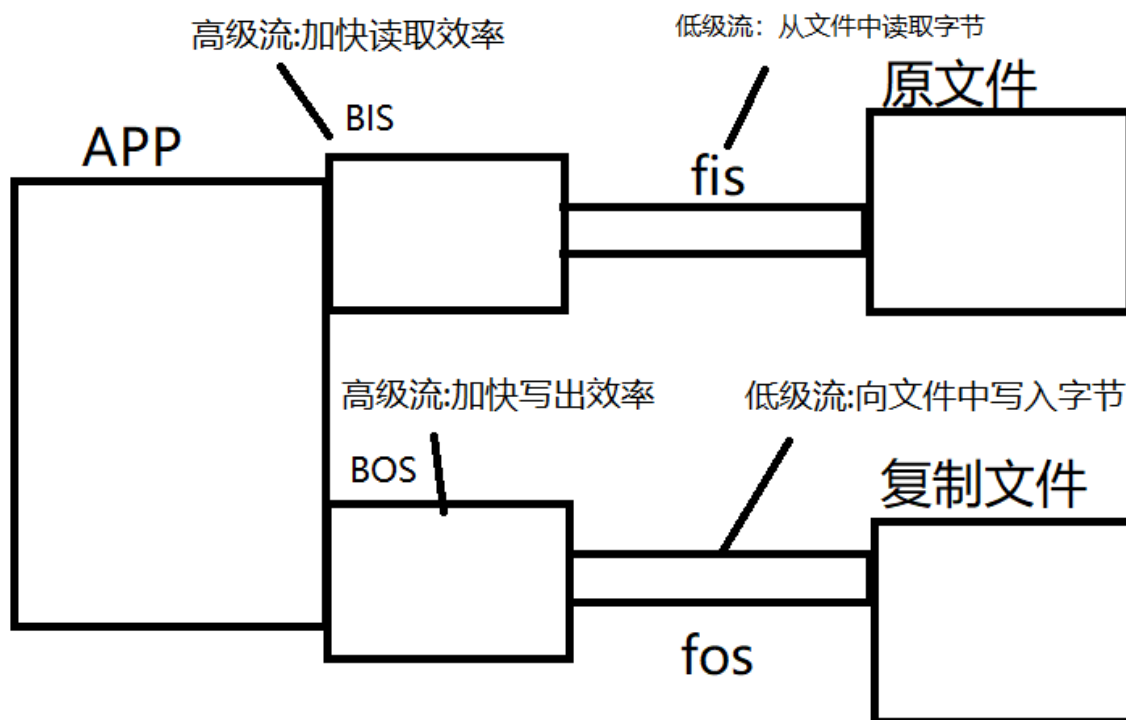 高级流:加快读取效率
低级流：从文件中读取字节
原文件
BIS
APP
fis
高级流:加快写出效率
低级流:向文件中写入字节
BOS
复制文件
fos